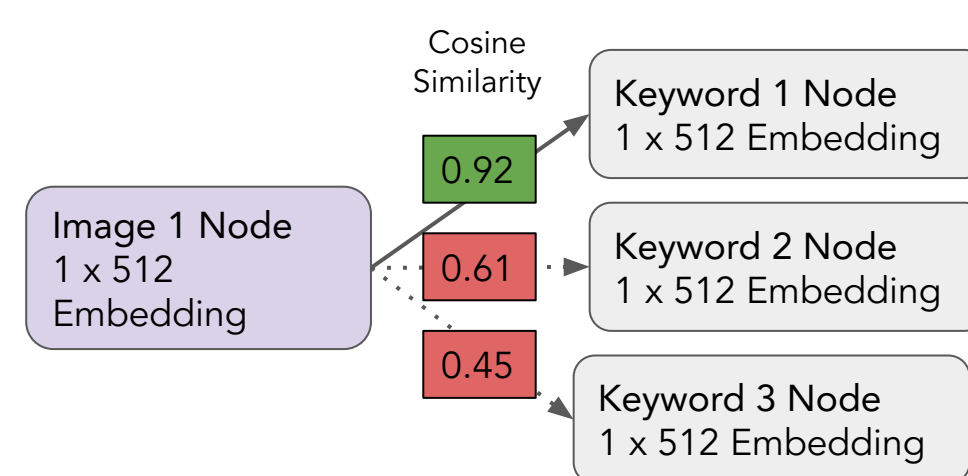 Cosine
Similarity
Keyword 1 Node
1 x 512 Embedding
0.92
Image 1 Node
1 x 512
Embedding
0.61
Keyword 2 Node
1 x 512 Embedding
0.45
Keyword 3 Node
1 x 512 Embedding